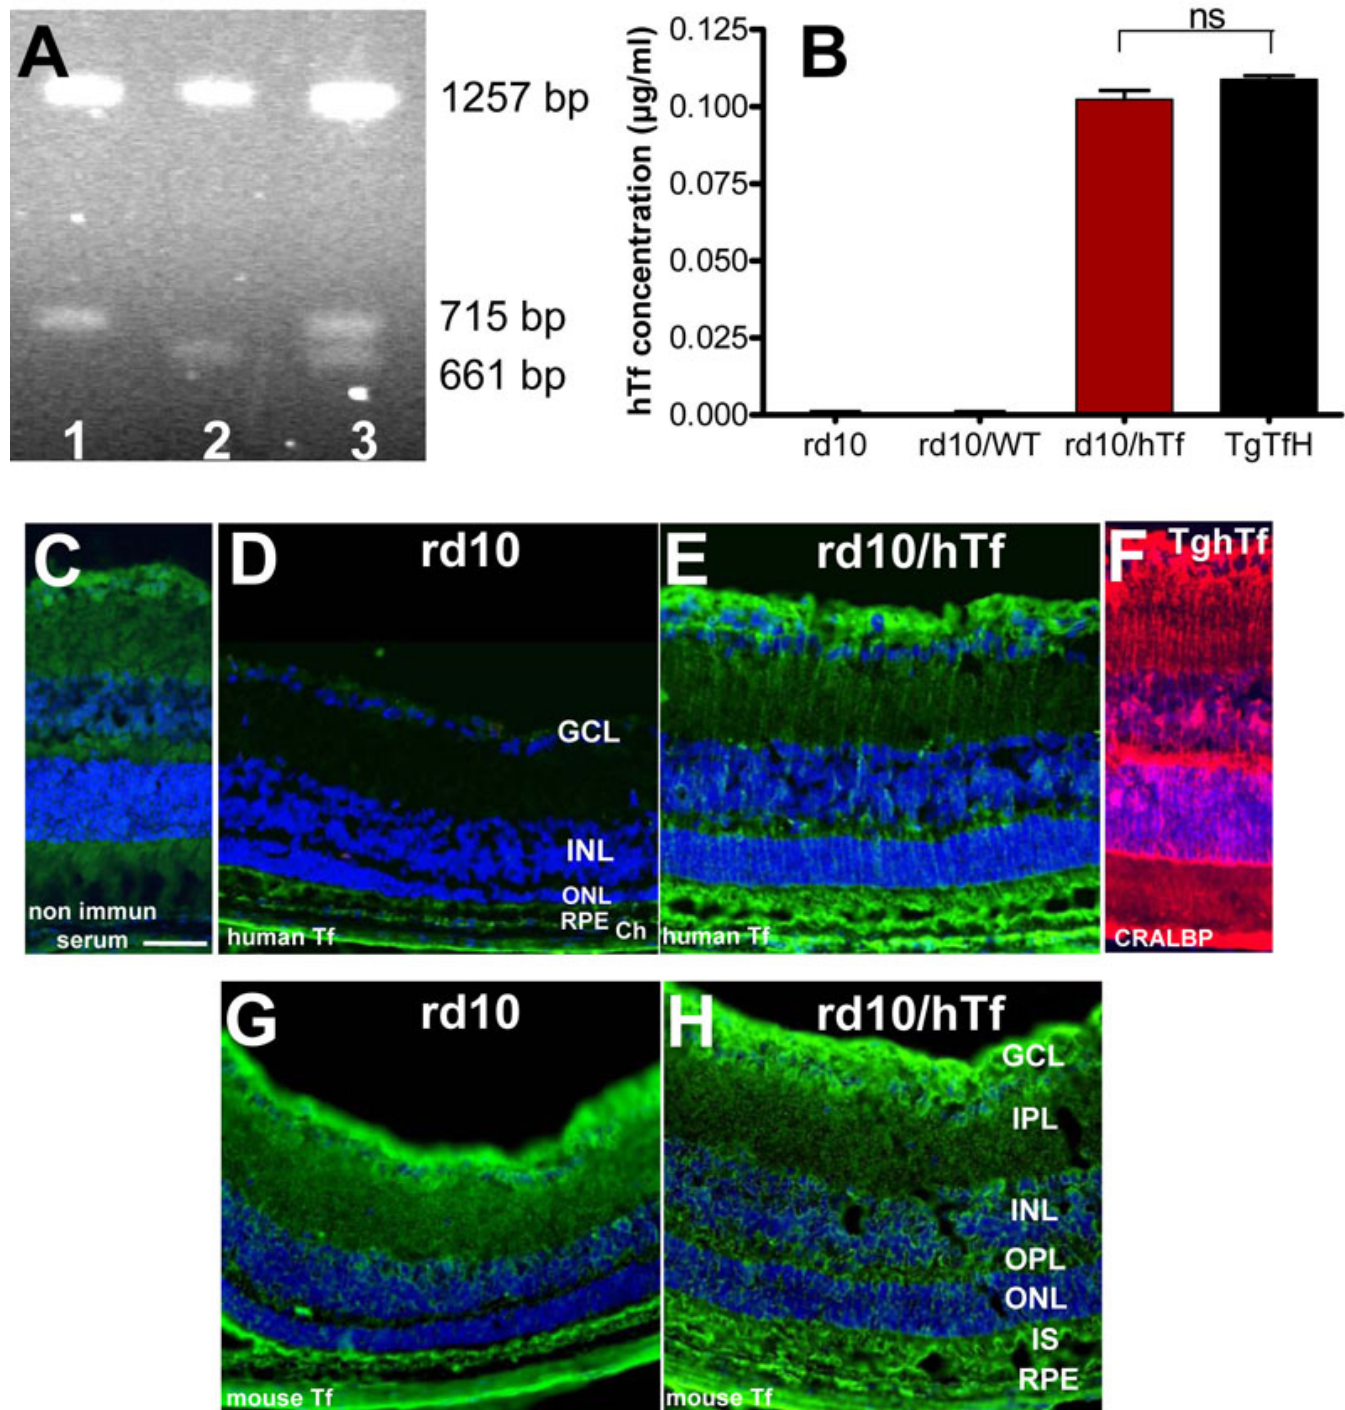 A
1257 bp
715 bp
661 bp
1 2 3
B
ns
hTf concentration (µg/ml)
0.125
0.100
0.075
0.050
0.025
0.000
rd10 rd10/WT rd10/hTf TgTfH
C
non immun
serum
D
rd10
GCL
INL
ONL
RPE
Ch
human Tf
E
rd10/hTf
human Tf
F
TghTf
CRALBP
G
rd10
mouse Tf
H
rd10/hTf
GCL
IPL
INL
OPL
ONL
IS
RPE
mouse Tf